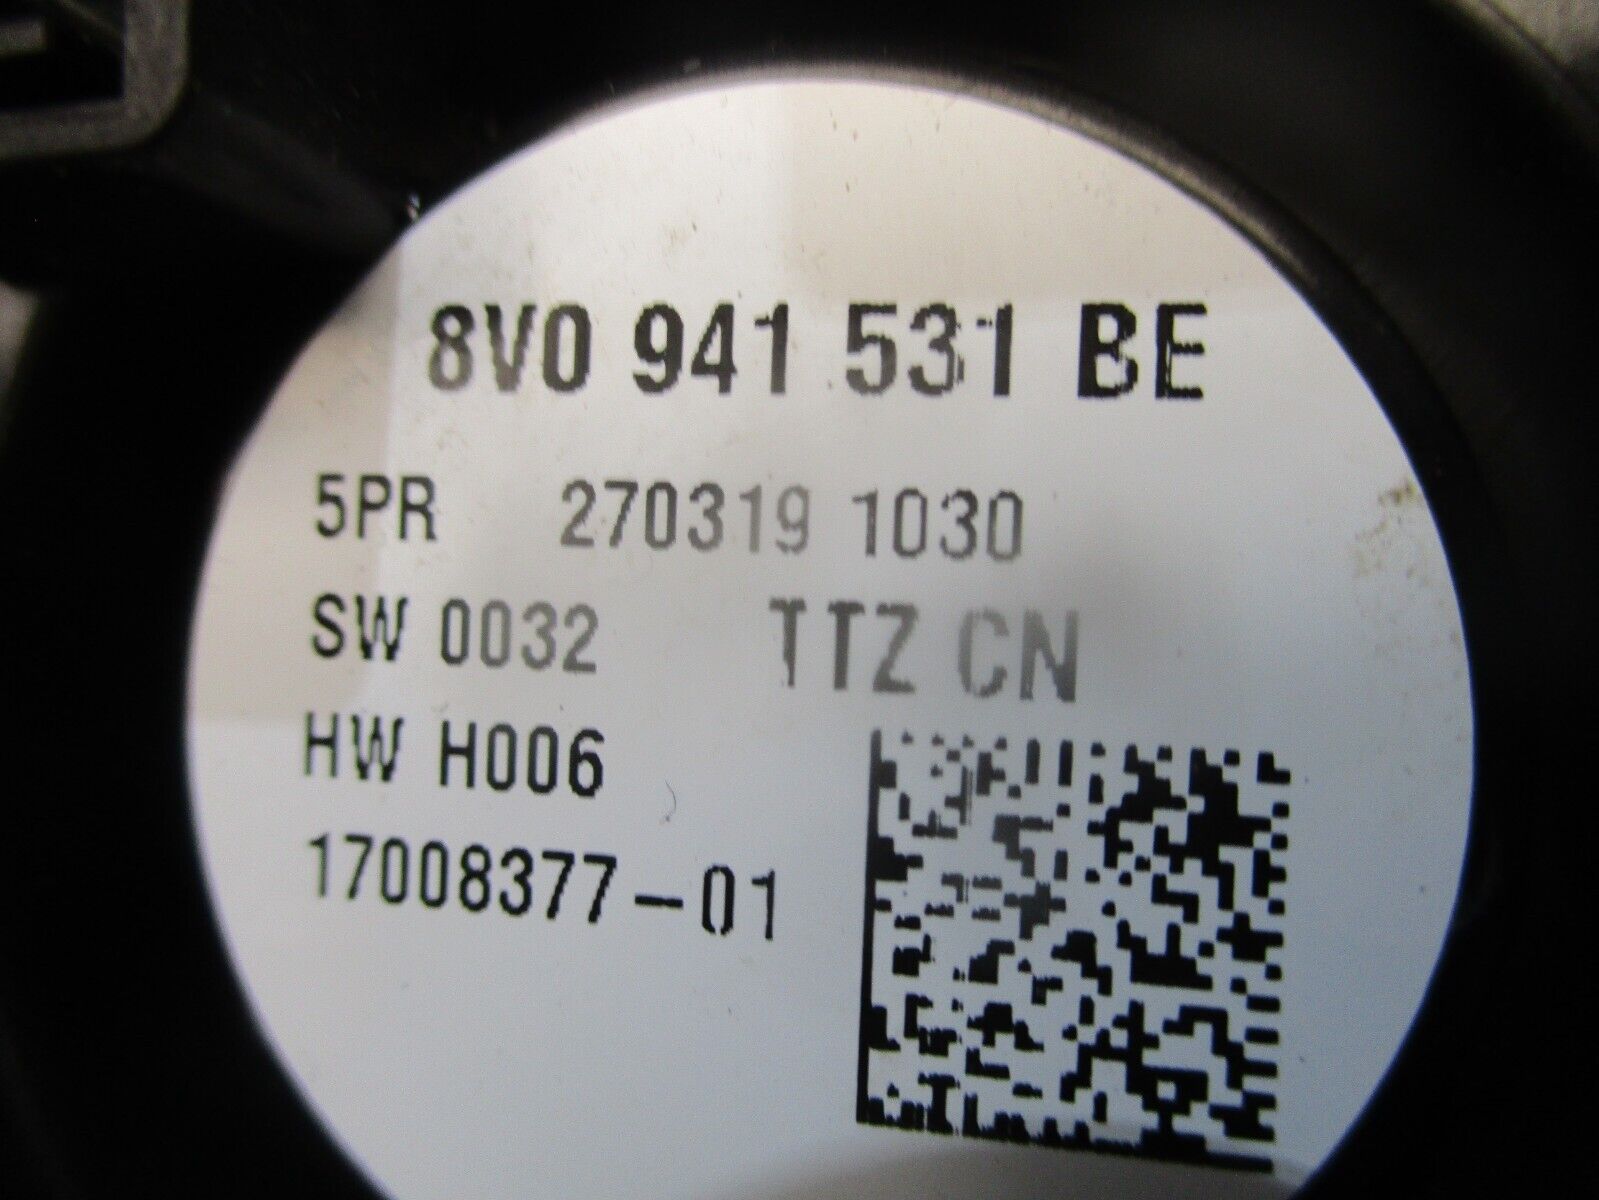 8V0 941 531 BE
5PR 270319 1030
SW 0032 TTZ CN
HW H006
17008377-01